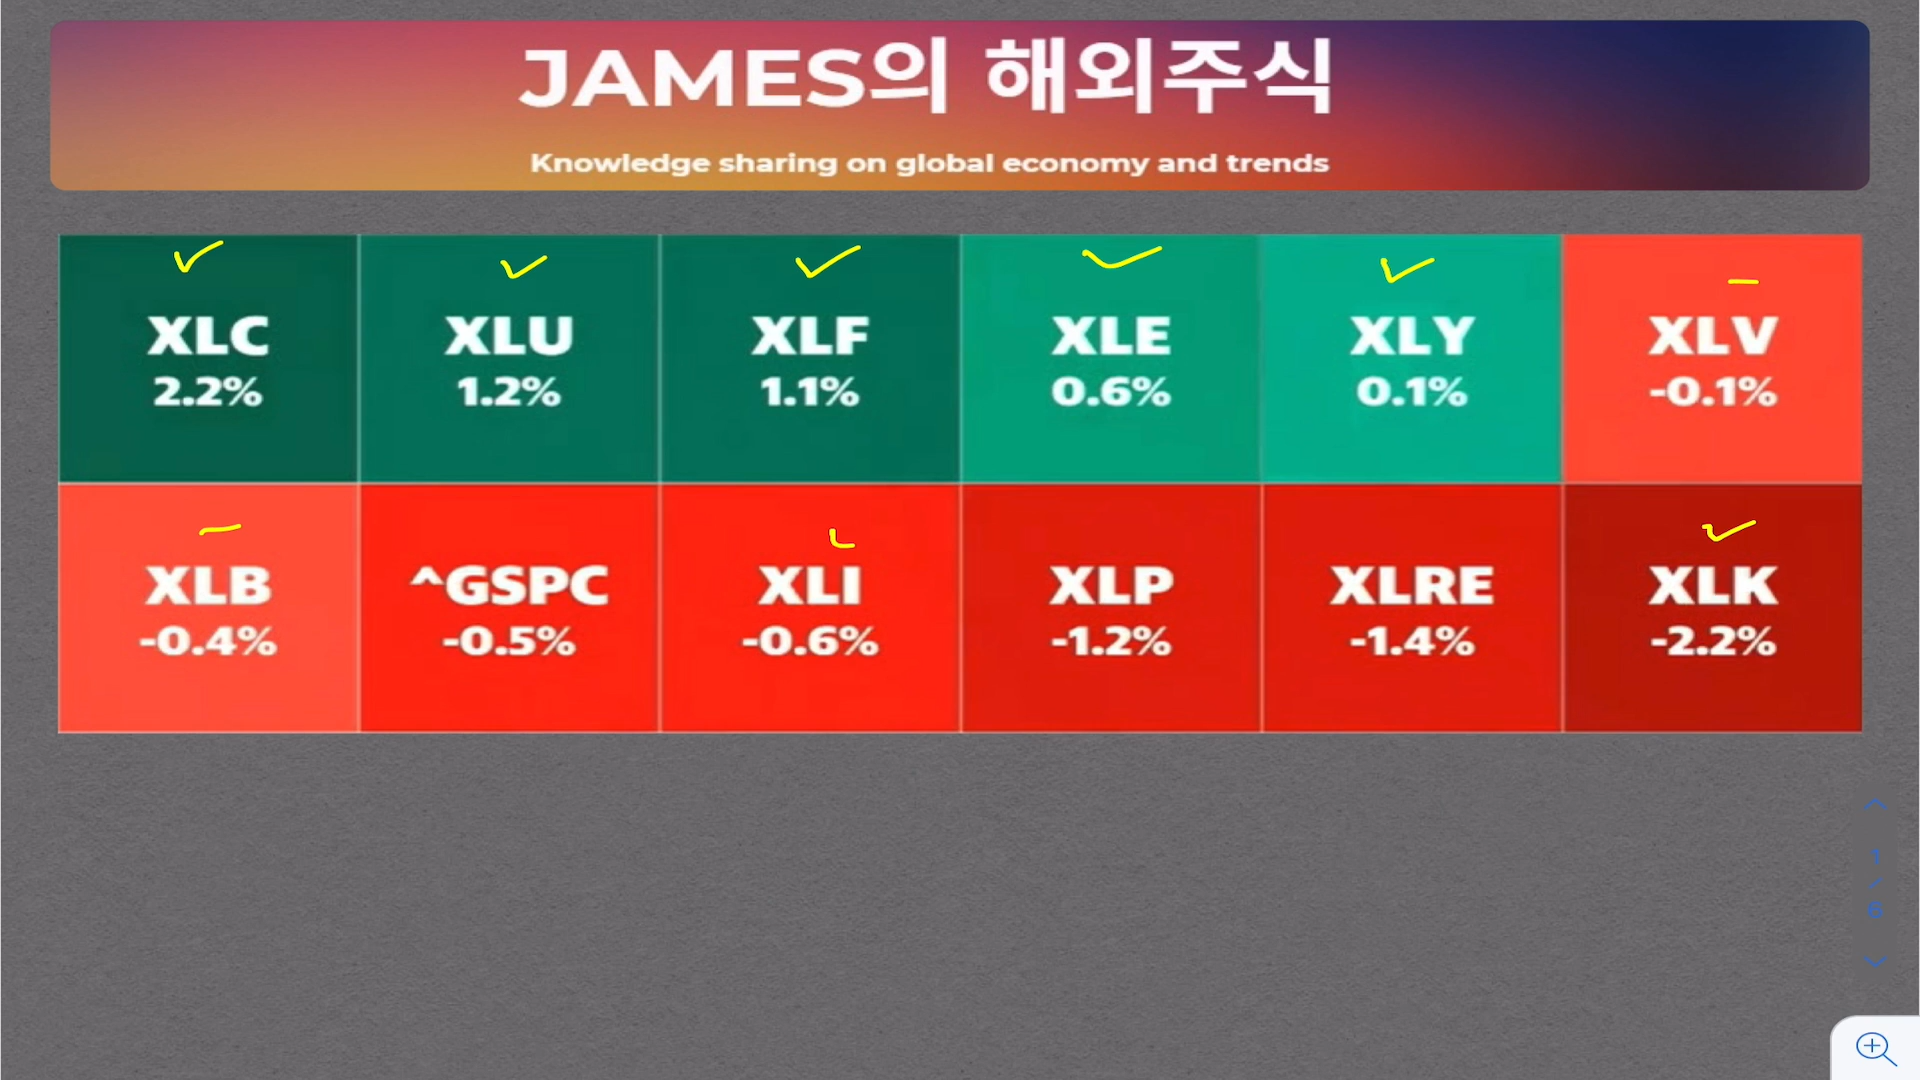 JAMES의 해외주식
Knowledge sharing on global economy and trends
XLC
2.2%
XLU
1.2%
XLF
1.1%
XLE
0.6%
XLY
0.1%
XLV
-0.1%
XLB
-0.4%
^GSPC
-0.5%
XLI
-0.6%
XLP
-1.2%
XLRE
-1.4%
XLK
-2.2%
1
/
6